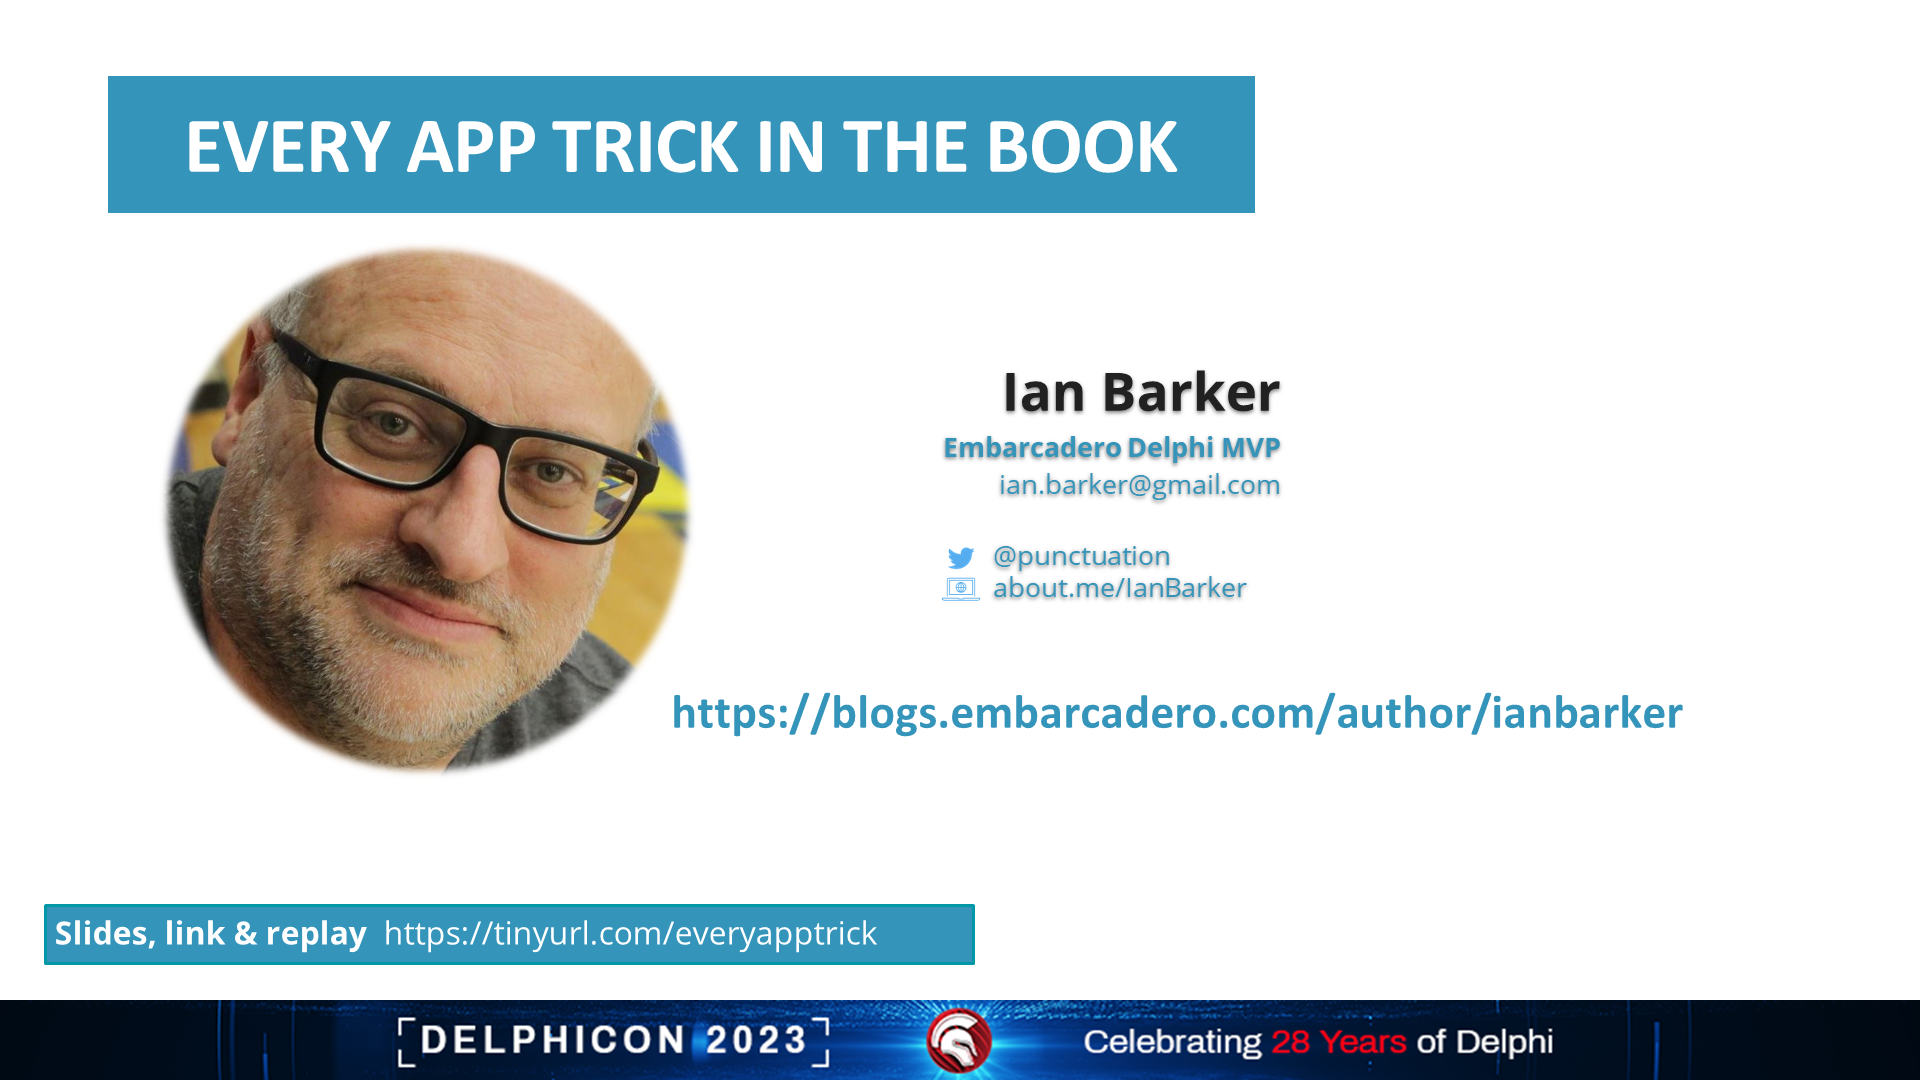 EVERY APP TRICK IN THE BOOK
Ian Barker
Embarcadero Delphi MVP
ian.barker@gmail.com
@punctuation
about.me/IanBarker
https://blogs.embarcadero.com/author/ianbarker
Slides, link & replay https://tinyurl.com/everyapptrick
DELPHICON 2023
Celebrating 28 Years of Delphi